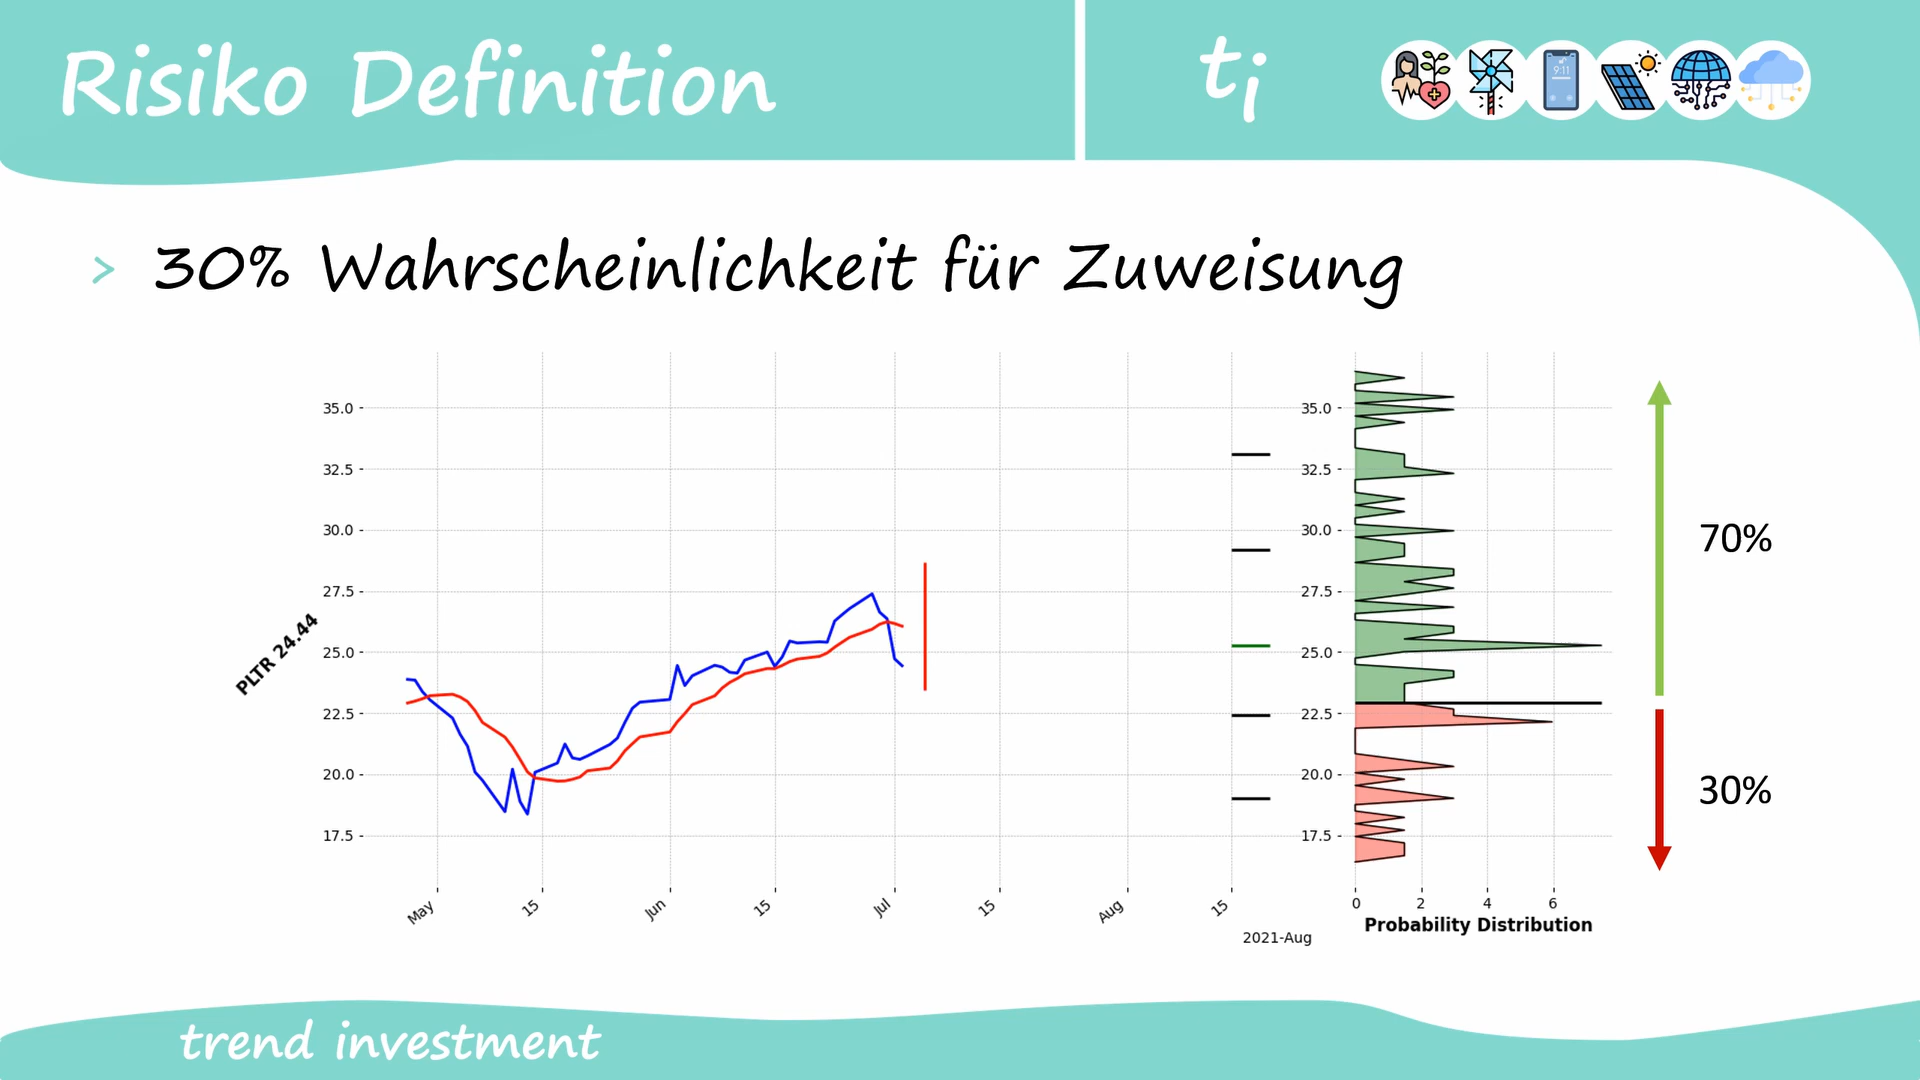 Risiko Definition
ti
9:11
> 30% Wahrscheinlichkeit für Zuweisung
PLTR 24.44
35.0
32.5
30.0
27.5
25.0
22.5
20.0
17.5
May 15 Jun 15 Jul 15 Aug 15
2021-Aug
35.0
32.5
30.0
27.5
25.0
22.5
20.0
17.5
0 2 4 6
Probability Distribution
70%
30%
trend investment